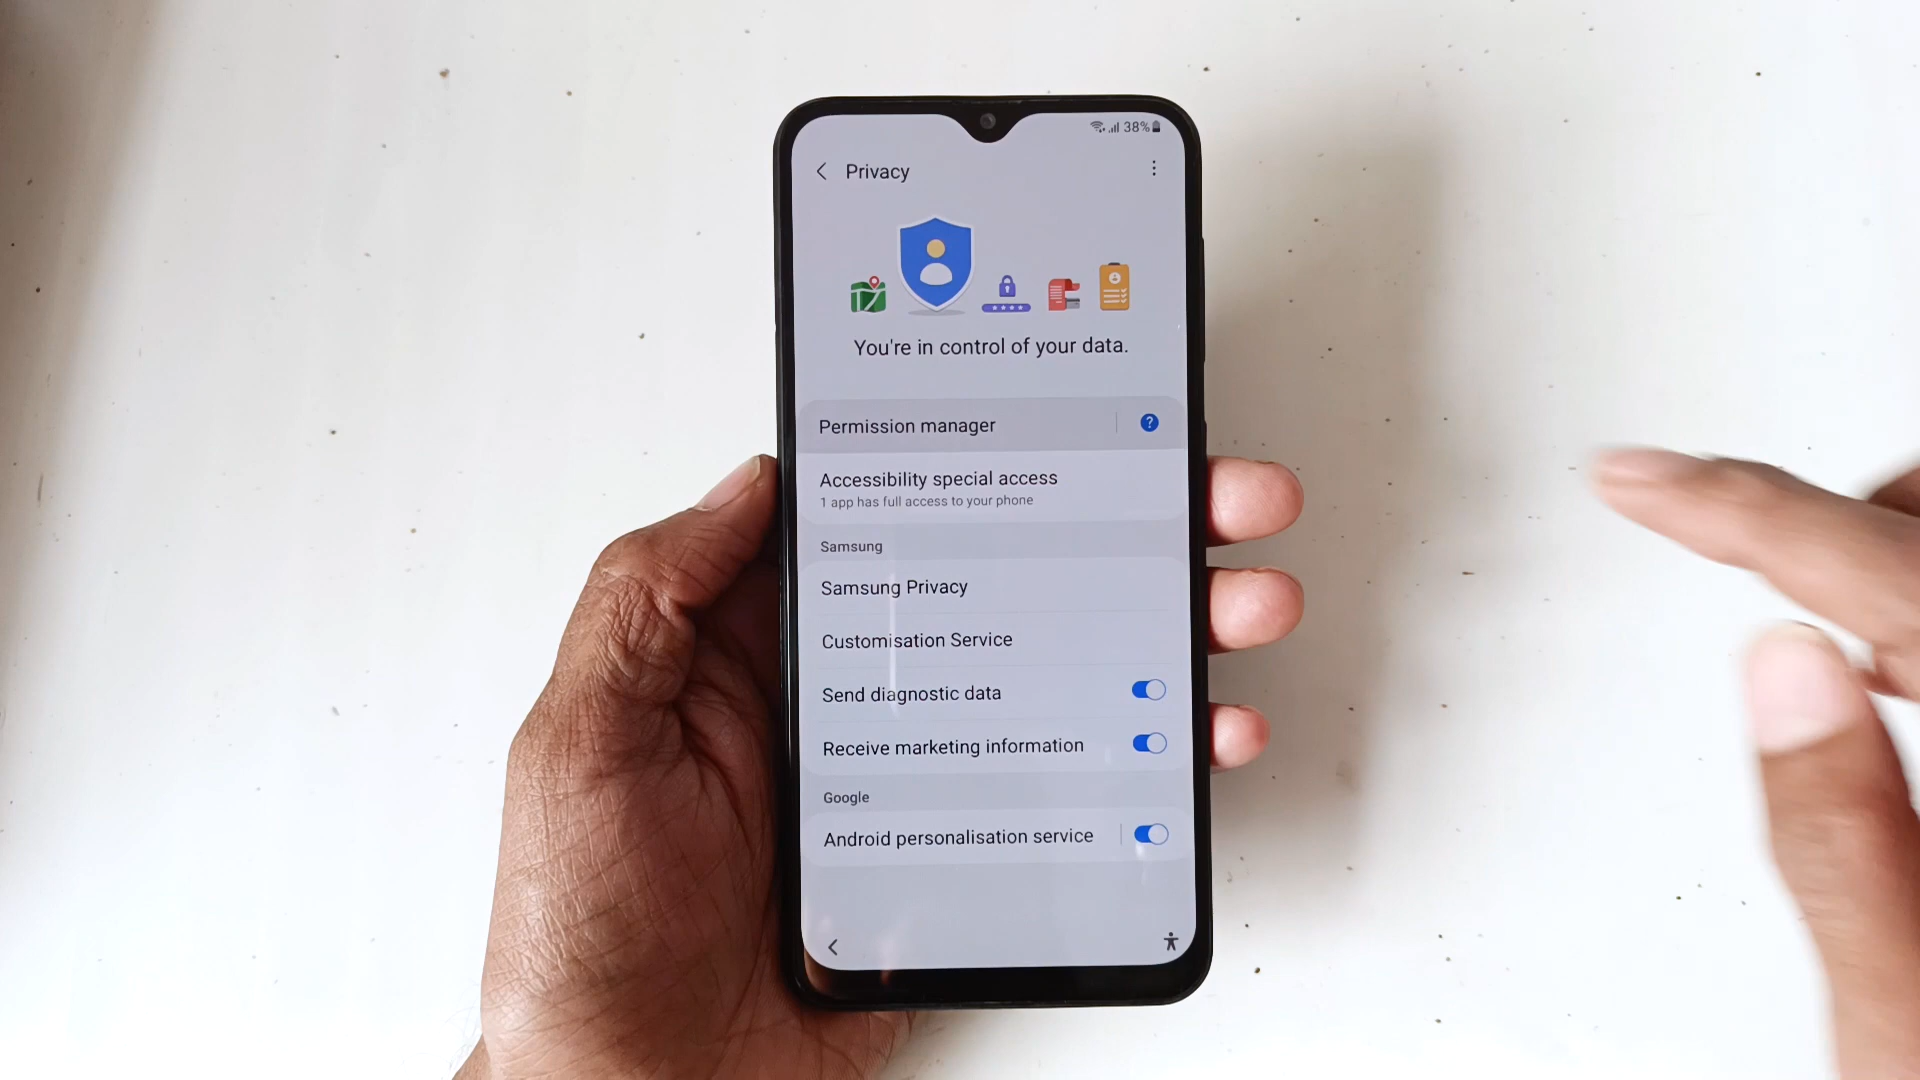 38%
Privacy
You're in control of your data.
Permission manager
?
Accessibility special access
1 app has full access to your phone
Samsung
Samsung Privacy
Customisation Service
Send diagnostic data
Receive marketing information
Google
Android personalisation service